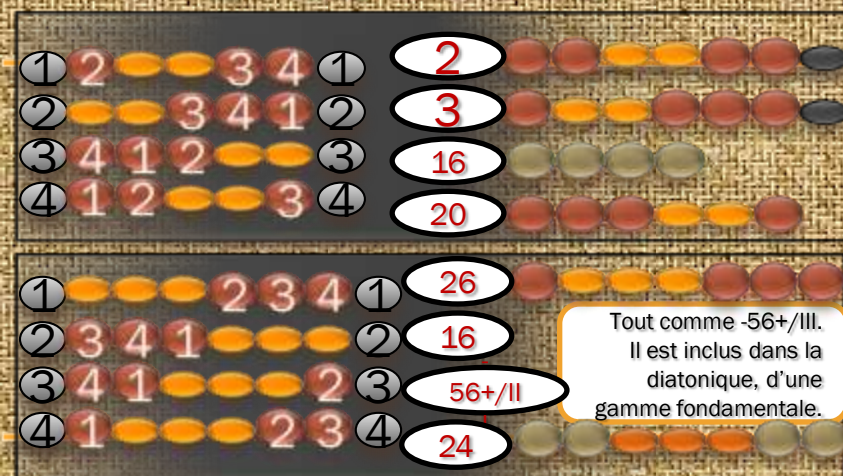 1 2 3 4 1 2
2 3 4 1 2 3
3 4 1 2 3 16
4 1 2 3 4 20
1 2 3 4 1 26
2 3 4 1 2 16
3 4 1 2 3 56+/II
4 1 2 3 4 24
Tout comme -56+/III.
Il est inclus dans la
diatonique, d'une
gamme fondamentale.